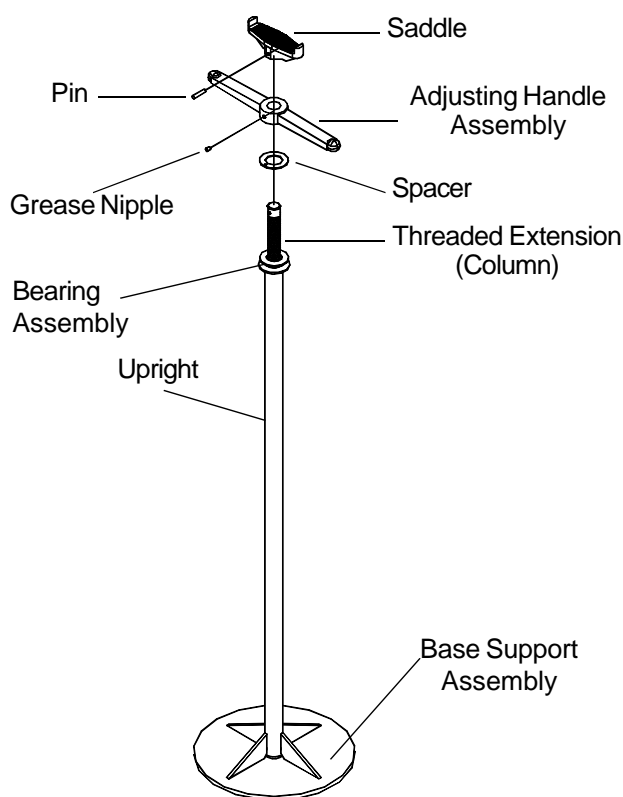 Saddle
Pin
Adjusting Handle
Assembly
Spacer
Grease Nipple
Threaded Extension
(Column)
Bearing
Assembly
Upright
Base Support
Assembly